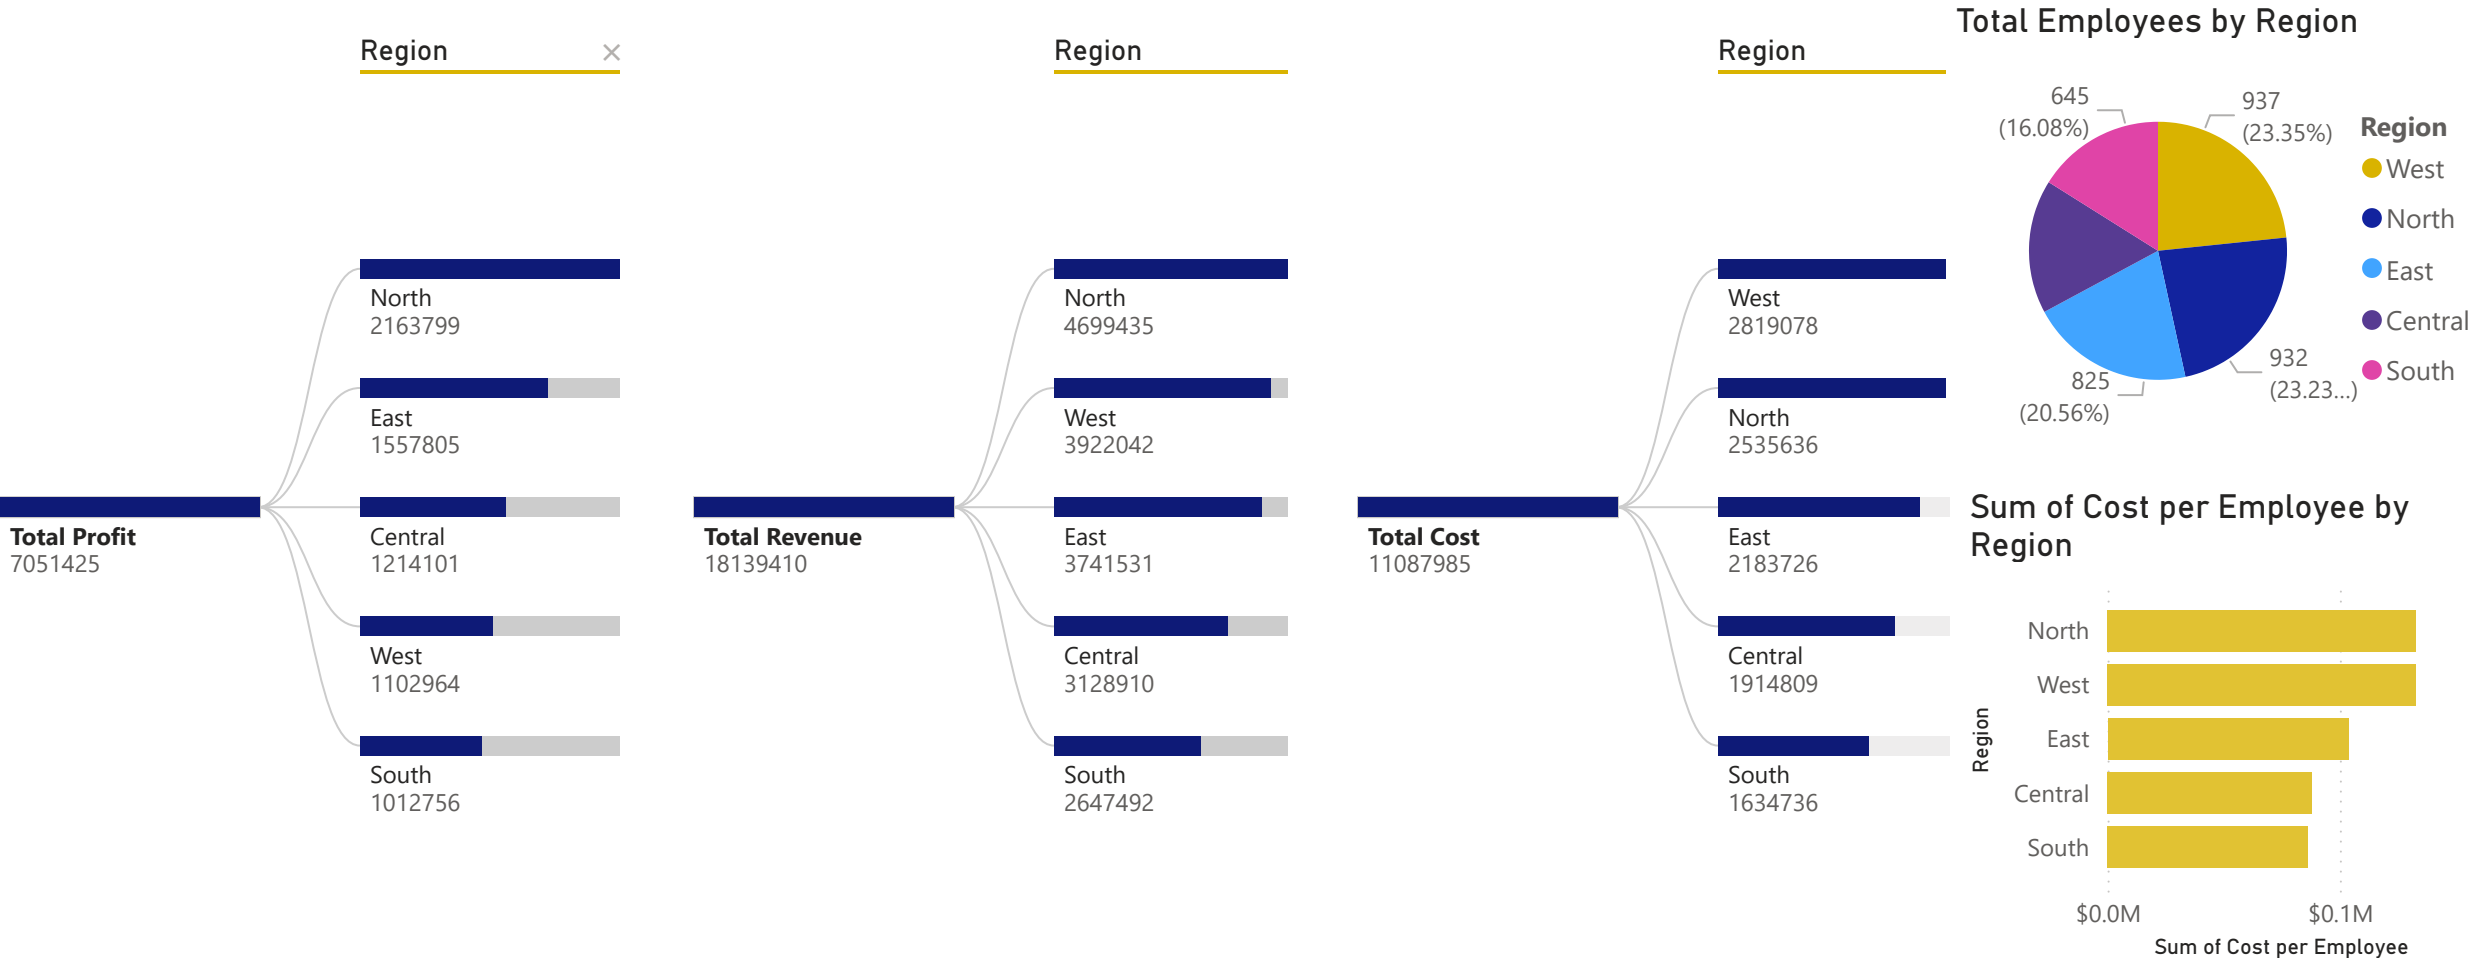 Region
North
2163799
East
1557805
Total Profit
7051425
Central
1214101
West
1102964
South
1012756
Region
North
4699435
West
3922042
Total Revenue
18139410
East
3741531
Central
3128910
South
2647492
Region
West
2819078
North
2535636
Total Cost
11087985
East
2183726
Central
1914809
South
1634736
Total Employees by Region
645
(16.08%)
937
(23.35%)
932
(23.23...)
825
(20.56%)
Region
West
North
East
Central
South
Sum of Cost per Employee by
Region
Region
North
West
East
Central
South
$0.0M
$0.1M
Sum of Cost per Employee